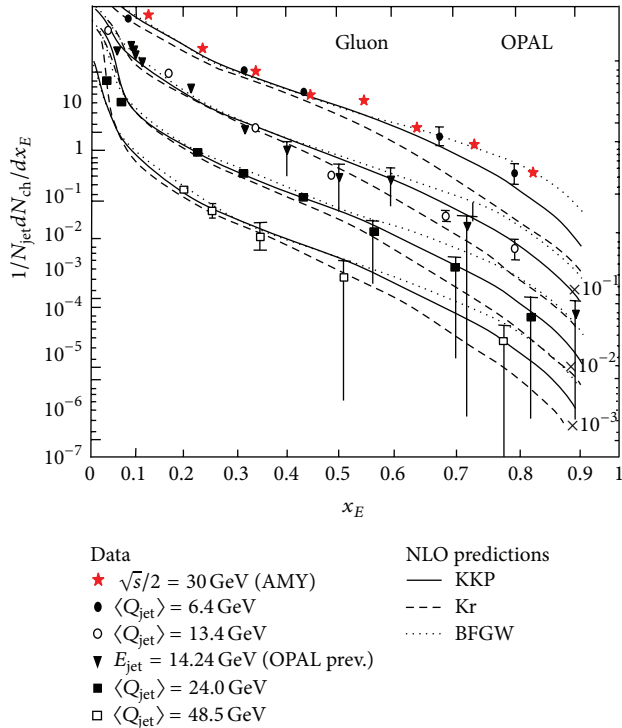 Gluon OPAL
10
1
10⁻¹
10⁻²
10⁻³
10⁻⁴
10⁻⁵
10⁻⁶
10⁻⁷
1/N_jet dN_ch/dx_E
×10⁻¹
×10⁻²
×10⁻³
0 0.1 0.2 0.3 0.4 0.5 0.6 0.7 0.8 0.9 1
x_E
Data
√s/2 = 30 GeV (AMY)
⟨Q_jet⟩ = 6.4 GeV
⟨Q_jet⟩ = 13.4 GeV
E_jet = 14.24 GeV (OPAL prev.)
⟨Q_jet⟩ = 24.0 GeV
⟨Q_jet⟩ = 48.5 GeV
NLO predictions
KKP
Kr
BFGW